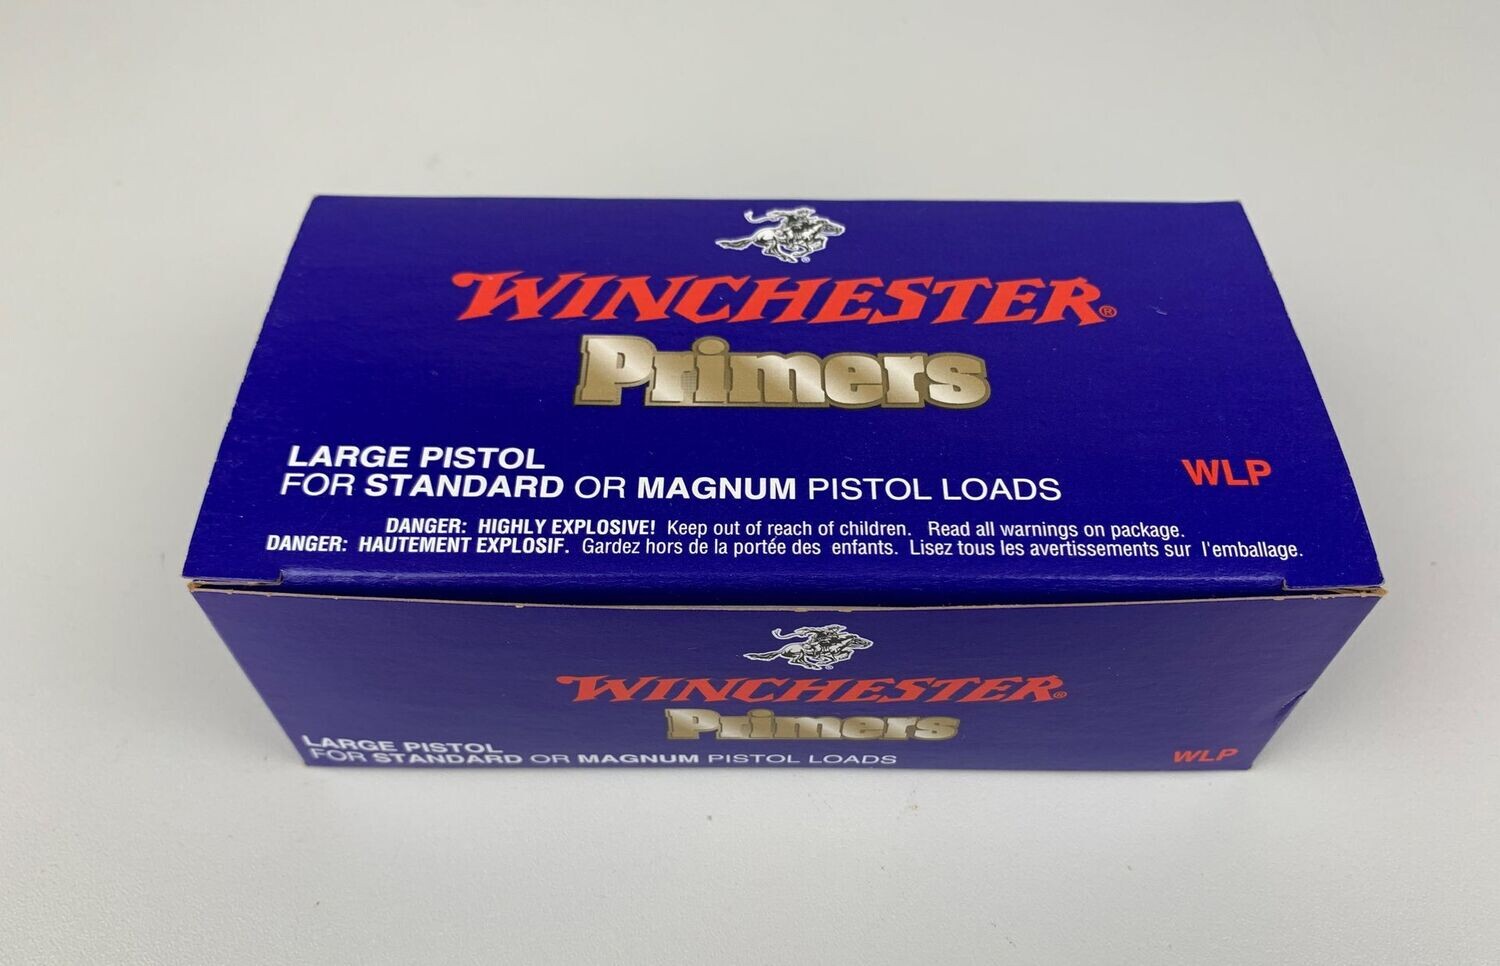 WINCHESTER®
Primers
LARGE PISTOL
FOR STANDARD OR MAGNUM PISTOL LOADS
WLP
DANGER: HIGHLY EXPLOSIVE! Keep out of reach of children. Read all warnings on package.
DANGER: HAUTEMENT EXPLOSIF. Gardez hors de la portée des enfants. Lisez tous les avertissements sur l'emballage.
WINCHESTER®
Primers
LARGE PISTOL
FOR STANDARD OR MAGNUM PISTOL LOADS
WLP